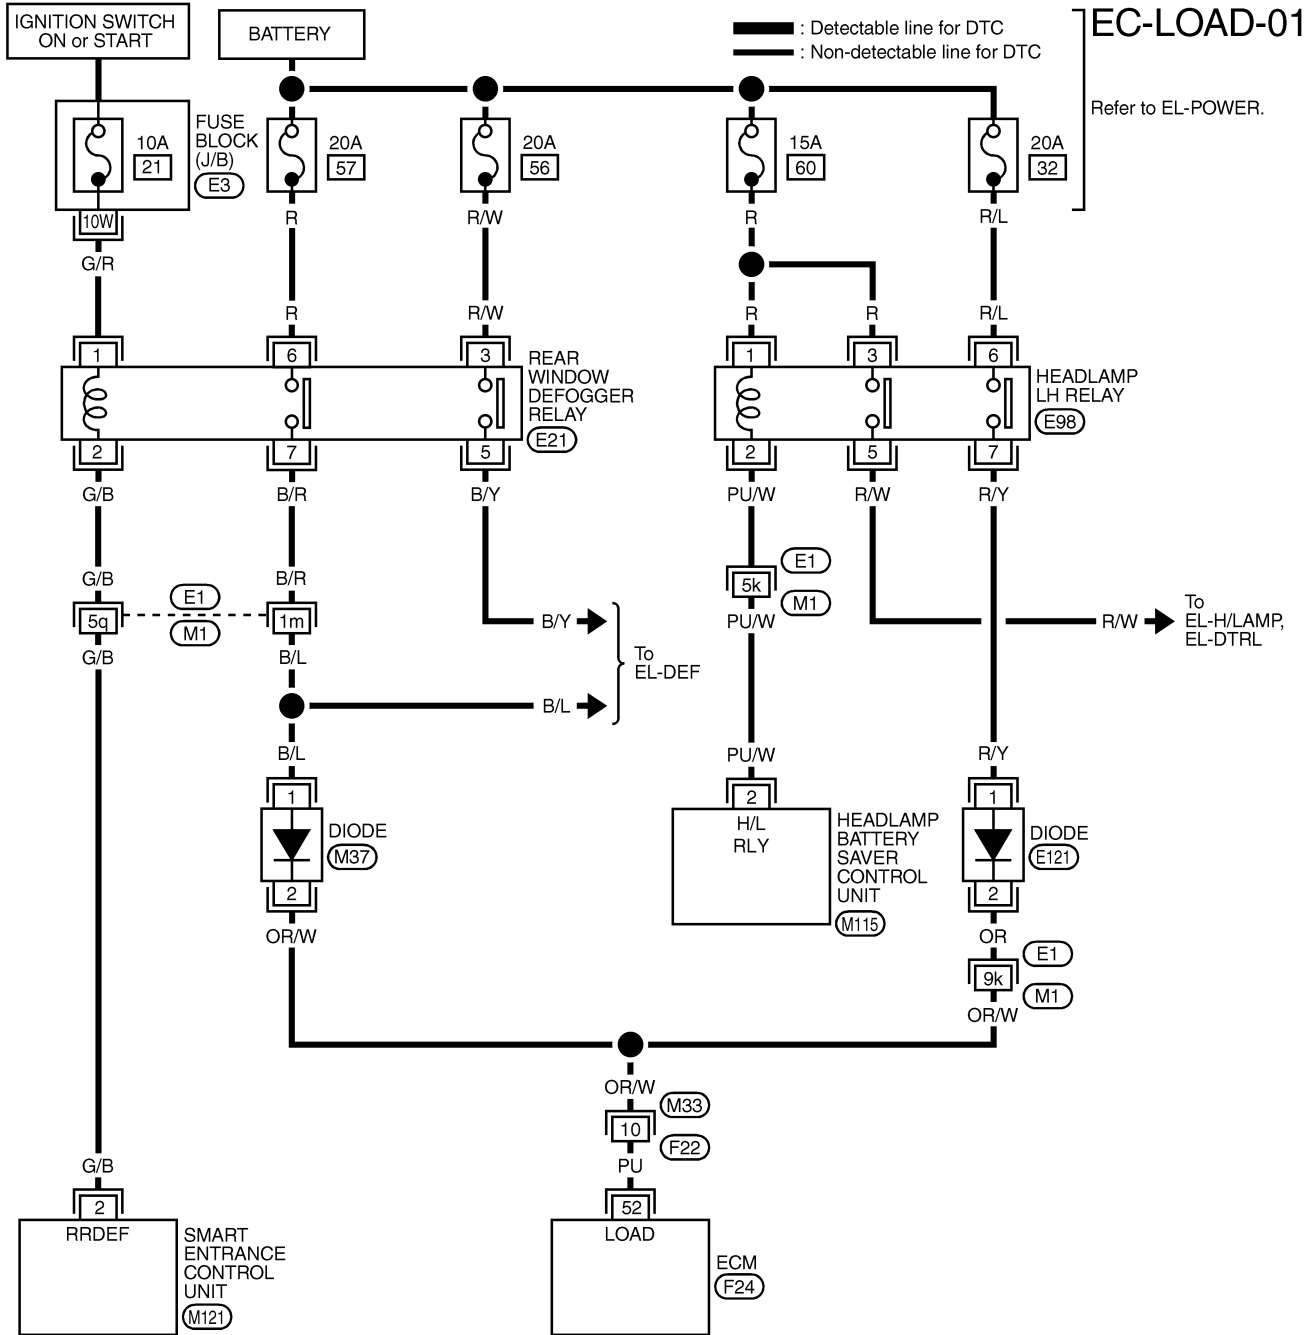 IGNITION SWITCH
ON or START
BATTERY
: Detectable line for DTC
: Non-detectable line for DTC
EC-LOAD-01
Refer to EL-POWER.
10A
21
FUSE
BLOCK
(J/B)
E3
20A
57
20A
56
15A
60
20A
32
10W
R
R/W
R
R/L
G/R
R
R/W
R
R
R/L
1
6
3
1
3
6
REAR
WINDOW
DEFOGGER
RELAY
E21
HEADLAMP
LH RELAY
E98
2
7
5
2
5
7
G/B
B/R
B/Y
PU/W
R/W
R/Y
G/B
B/R
E1
5q
1m
M1
E1
5k
M1
G/B
B/L
B/Y
PU/W
R/W
To
EL-H/LAMP,
EL-DTRL
To
EL-DEF
B/L
B/L
PU/W
R/Y
1
2
1
DIODE
M37
H/L
RLY
HEADLAMP
BATTERY
SAVER
CONTROL
UNIT
M115
DIODE
E121
2
2
OR/W
OR
E1
9k
M1
OR/W
OR/W
M33
10
F22
G/B
PU
2
52
RRDEF
LOAD
SMART
ENTRANCE
CONTROL
UNIT
M121
ECM
F24